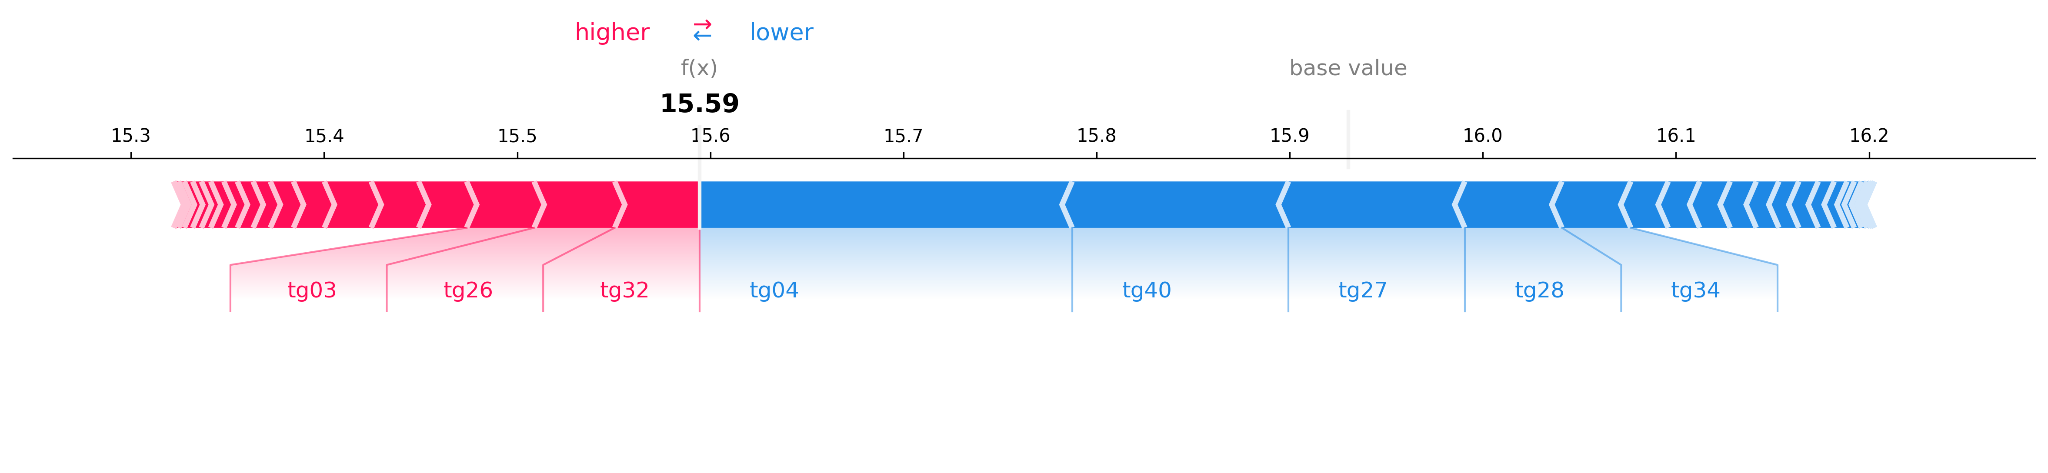 higher ⇄ lower
f(x) base value
15.59
15.3 15.4 15.5 15.6 15.7 15.8 15.9 16.0 16.1 16.2
tg03 tg26 tg32 tg04 tg40 tg27 tg28 tg34